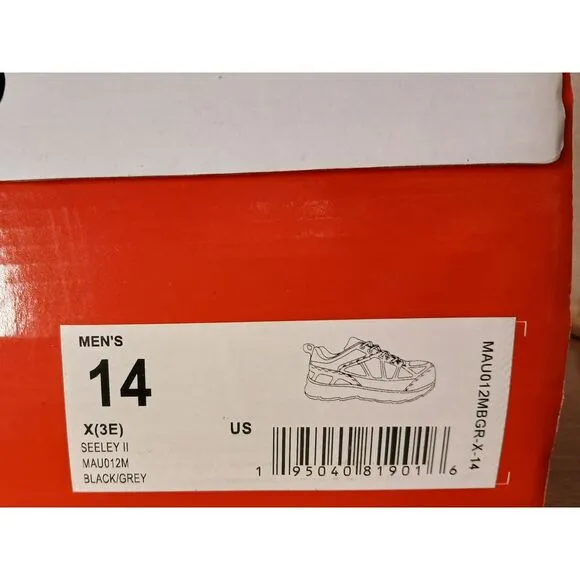 MEN'S
14
X(3E) US
SEELEY II
MAU012M
BLACK/GREY
1 95040 81901 6
MAU012MBGR-X-14